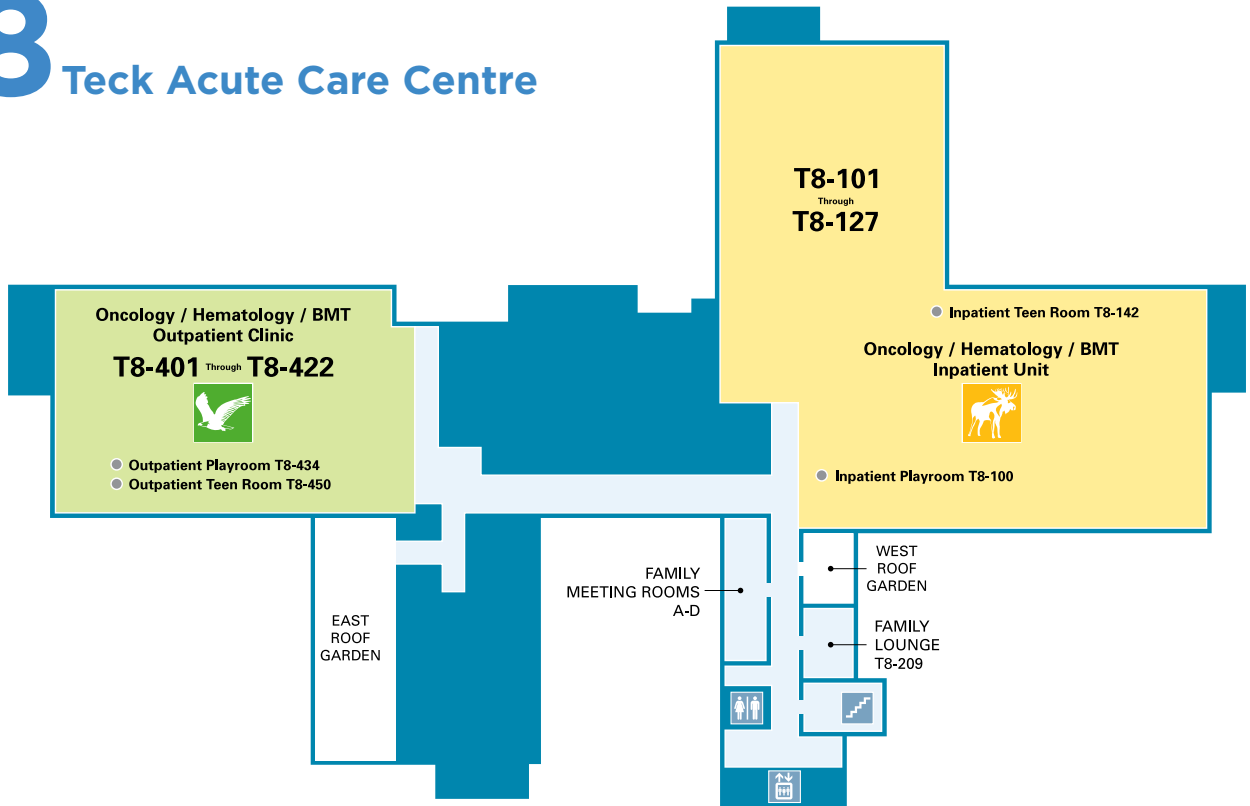 8
Teck Acute Care Centre
T8-101
Through
T8-127
Inpatient Teen Room T8-142
Oncology / Hematology / BMT
Inpatient Unit
Inpatient Playroom T8-100
Oncology / Hematology / BMT
Outpatient Clinic
T8-401 Through T8-422
Outpatient Playroom T8-434
Outpatient Teen Room T8-450
EAST
ROOF
GARDEN
FAMILY
MEETING ROOMS
A-D
WEST
ROOF
GARDEN
FAMILY
LOUNGE
T8-209